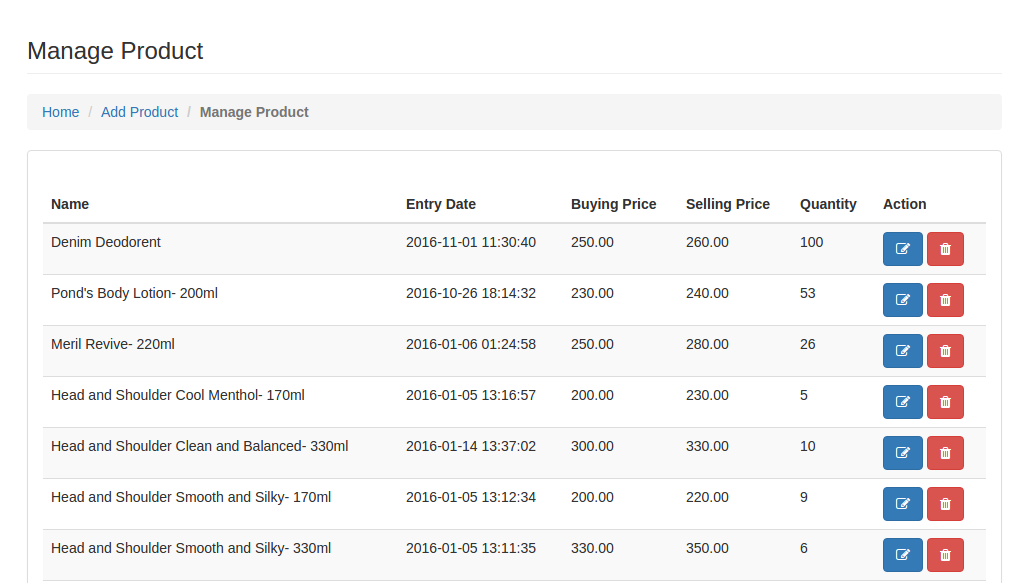 Manage Product
Home / Add Product / Manage Product
Name Entry Date Buying Price Selling Price Quantity Action
Denim Deodorent 2016-11-01 11:30:40 250.00 260.00 100
Pond's Body Lotion- 200ml 2016-10-26 18:14:32 230.00 240.00 53
Meril Revive- 220ml 2016-01-06 01:24:58 250.00 280.00 26
Head and Shoulder Cool Menthol- 170ml 2016-01-05 13:16:57 200.00 230.00 5
Head and Shoulder Clean and Balanced- 330ml 2016-01-14 13:37:02 300.00 330.00 10
Head and Shoulder Smooth and Silky- 170ml 2016-01-05 13:12:34 200.00 220.00 9
Head and Shoulder Smooth and Silky- 330ml 2016-01-05 13:11:35 330.00 350.00 6